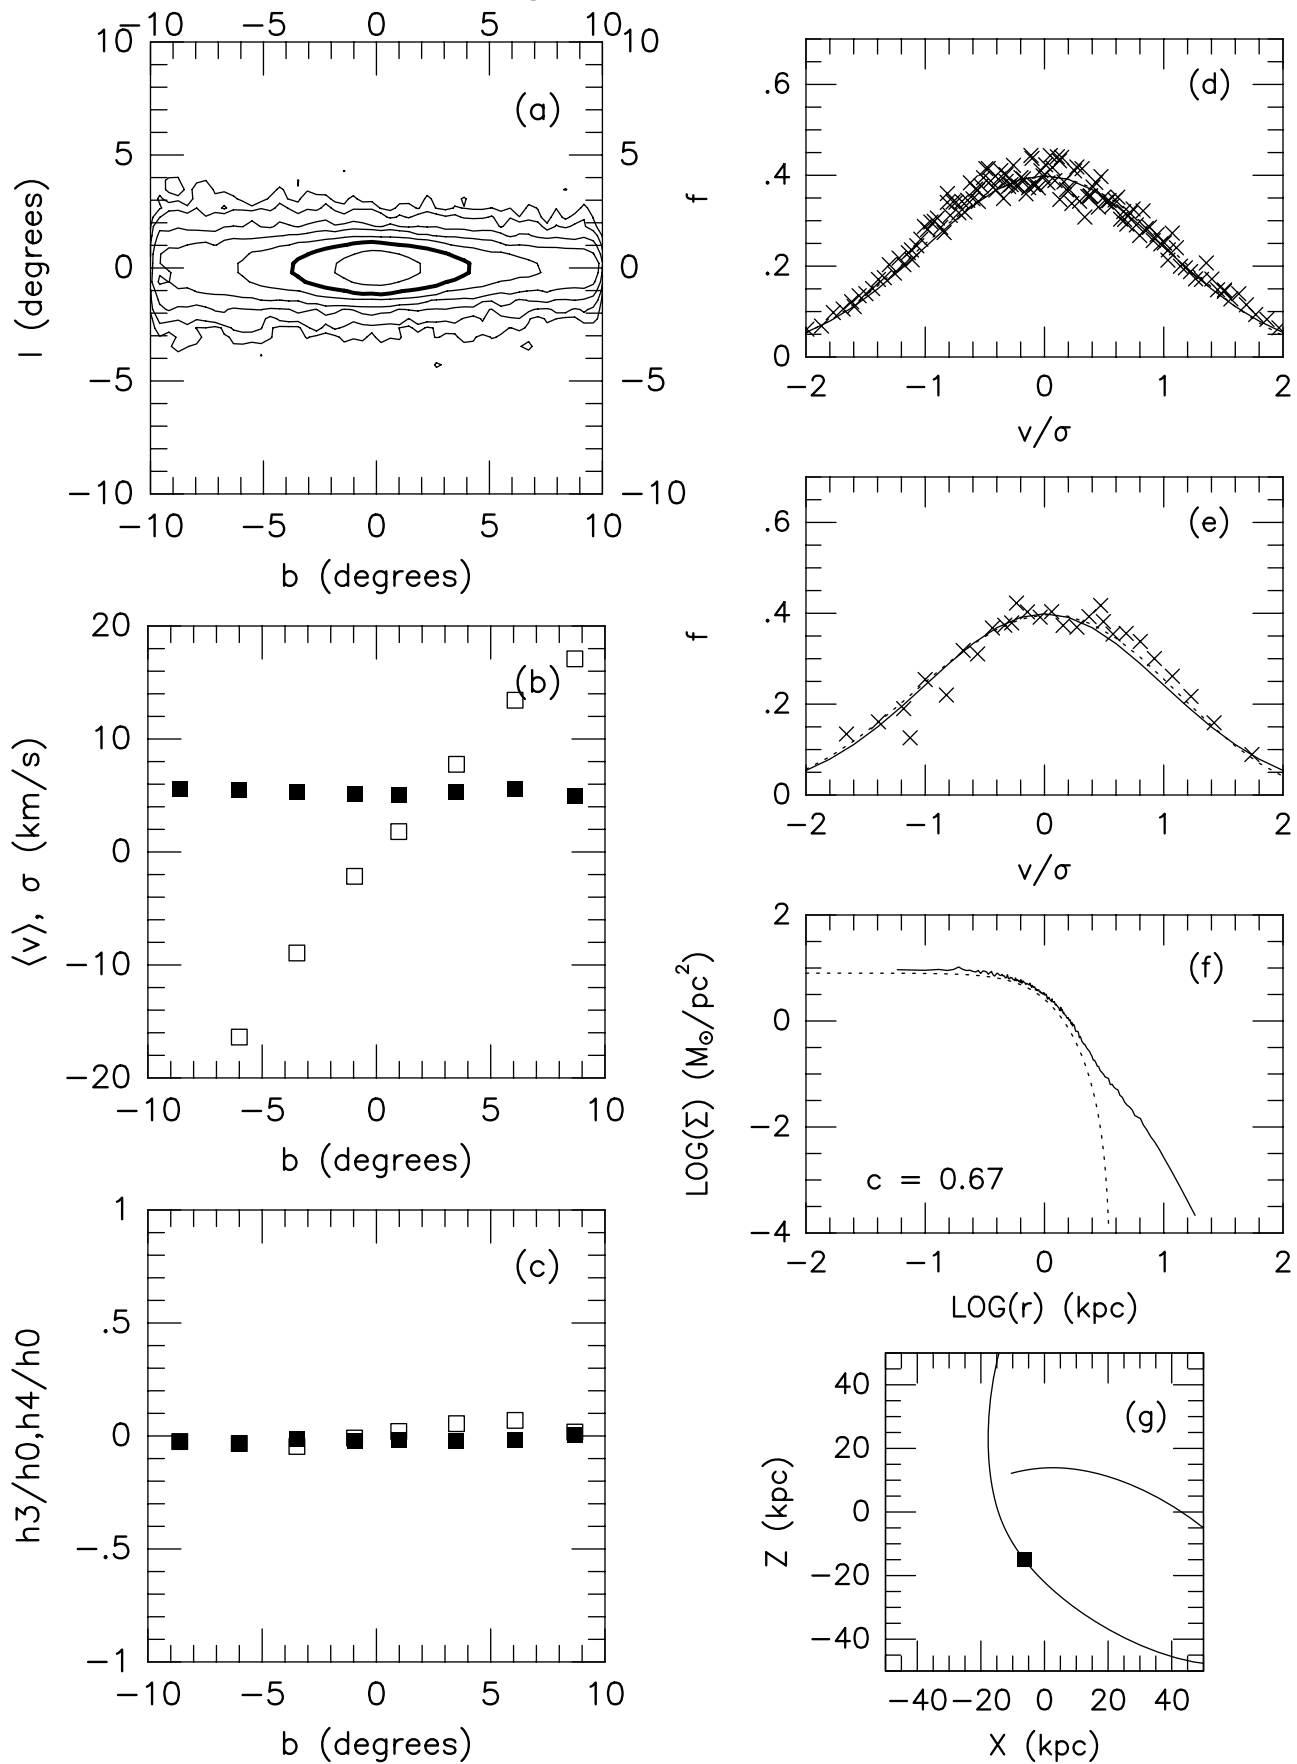 −10 −5 0 5 10
10 5 0 −5 −10
10 5 0 −5 −10
(a)
−10 −5 0 5 10
l (degrees)
b (degrees)
20 10 0 −10 −20
(b)
−10 −5 0 5 10
⟨v⟩, σ (km/s)
b (degrees)
1 .5 0 −.5 −1
(c)
−10 −5 0 5 10
h3/h0,h4/h0
b (degrees)
.6 .4 .2 0
(d)
−2 −1 0 1 2
f
v/σ
.6 .4 .2 0
(e)
−2 −1 0 1 2
f
v/σ
2 0 −2 −4
(f)
c = 0.67
−2 −1 0 1 2
LOG(Σ) (M☉/pc²)
LOG(r) (kpc)
40 20 0 −20 −40
(g)
−40 −20 0 20 40
Z (kpc)
X (kpc)